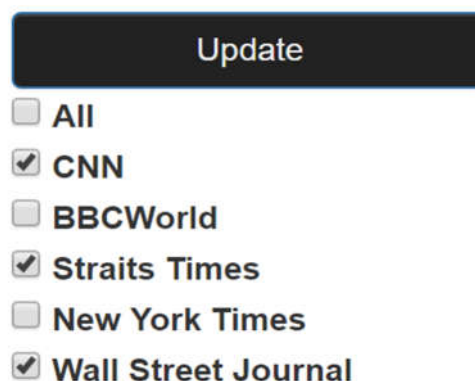 Update
All
CNN
BBCWorld
Straits Times
New York Times
Wall Street Journal